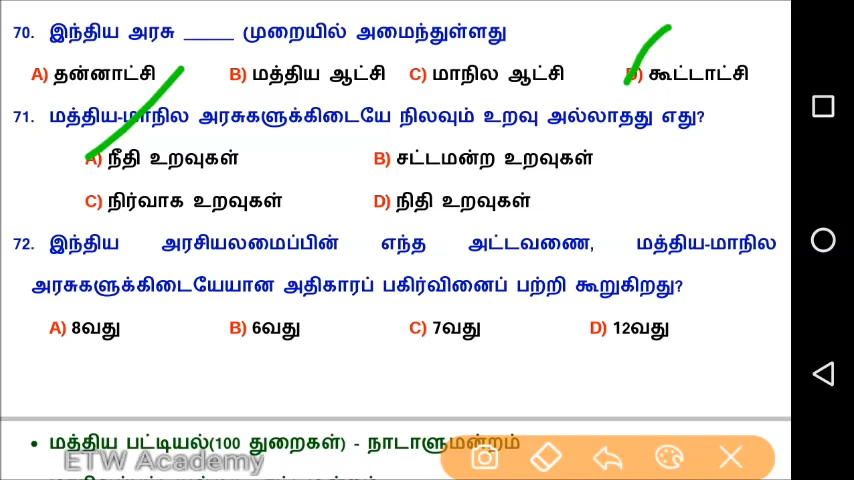 70. இந்திய அரசு _____ முறையில் அமைந்துள்ளது
A) தன்னாட்சி B) மத்திய ஆட்சி C) மாநில ஆட்சி D) கூட்டாட்சி
71. மத்திய-மாநில அரசுகளுக்கிடையே நிலவும் உறவு அல்லாதது எது?
A) நீதி உறவுகள் B) சட்டமன்ற உறவுகள்
C) நிர்வாக உறவுகள் D) நிதி உறவுகள்
72. இந்திய அரசியலமைப்பின் எந்த அட்டவணை, மத்திய-மாநில
அரசுகளுக்கிடையேயான அதிகாரப் பகிர்வினைப் பற்றி கூறுகிறது?
A) 8வது B) 6வது C) 7வது D) 12வது
• மத்திய பட்டியல்(100 துறைகள்) - நாடாளுமன்றம்
ETW Academy